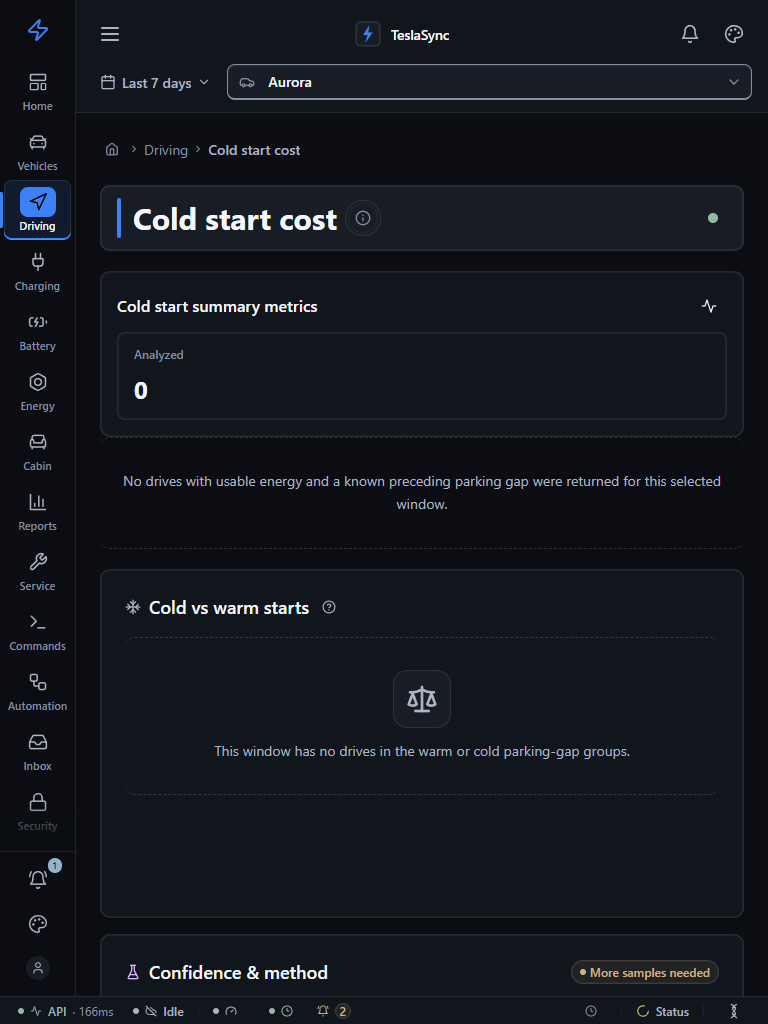 TeslaSync
Last 7 days
Aurora
Home
Vehicles
Driving
Charging
Battery
Energy
Cabin
Reports
Service
Commands
Automation
Inbox
Security
1
Driving
Cold start cost
Cold start cost
Cold start summary metrics
Analyzed
0
No drives with usable energy and a known preceding parking gap were returned for this selected
window.
Cold vs warm starts
This window has no drives in the warm or cold parking-gap groups.
Confidence & method
More samples needed
API · 166ms
Idle
2
Status